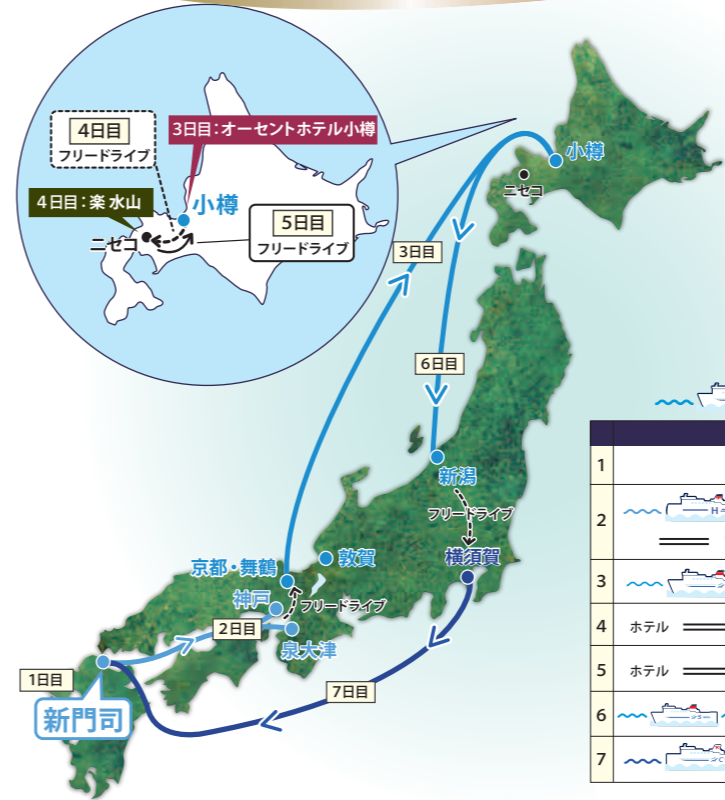 4日目
フリードライブ
3日目：オーセントホテル小樽
4日目：楽 水山
小樽
ニセコ
5日目
フリードライブ
小樽
ニセコ
3日目
6日目
新潟
フリードライブ
横須賀
敦賀
京都・舞鶴
神戸
フリードライブ
2日目
泉大津
1日目
新門司
7日目
1
2
H
3
4 ホテル
5 ホテル
6
7